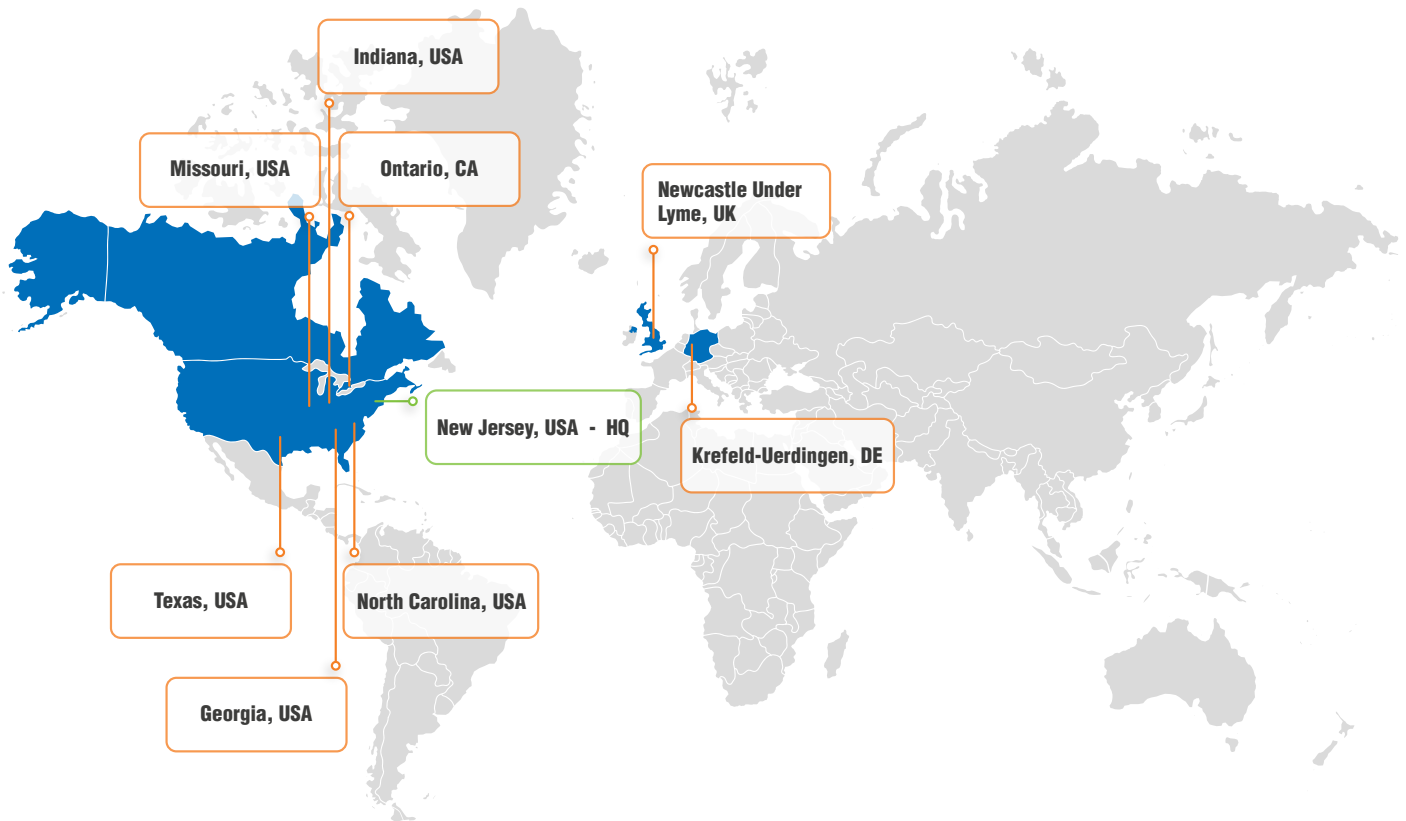 Indiana, USA
Missouri, USA
Ontario, CA
Newcastle Under
Lyme, UK
New Jersey, USA - HQ
Krefeld-Uerdingen, DE
Texas, USA
North Carolina, USA
Georgia, USA